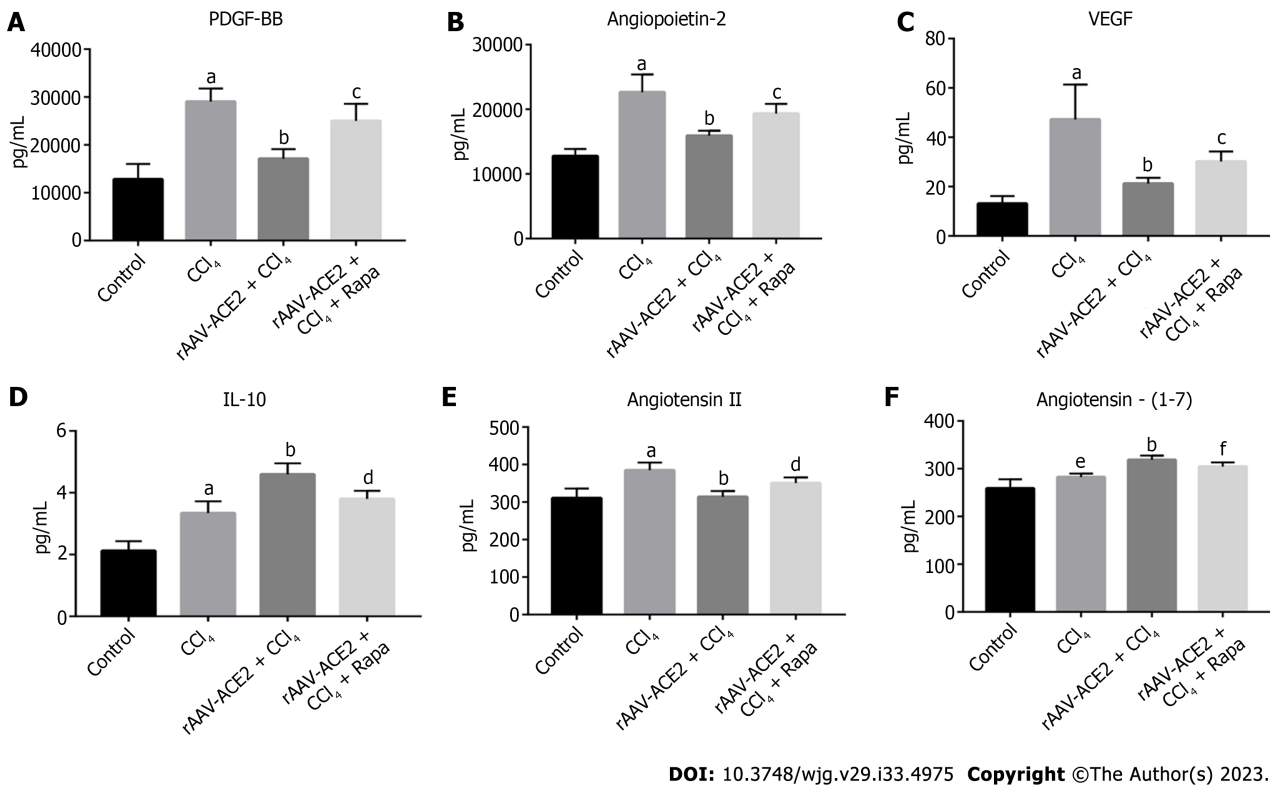 A
PDGF-BB
pg/mL
40000
30000
20000
10000
0
a
b
c
Control
CCl₄
rAAV-ACE2 + CCl₄
rAAV-ACE2 +
CCl₄ + Rapa
B
Angiopoietin-2
pg/mL
30000
20000
10000
0
a
b
c
Control
CCl₄
rAAV-ACE2 + CCl₄
rAAV-ACE2 +
CCl₄ + Rapa
C
VEGF
pg/mL
80
60
40
20
0
a
b
c
Control
CCl₄
rAAV-ACE2 + CCl₄
rAAV-ACE2 +
CCl₄ + Rapa
D
IL-10
pg/mL
6
4
2
0
a
b
d
Control
CCl₄
rAAV-ACE2 + CCl₄
rAAV-ACE2 +
CCl₄ + Rapa
E
Angiotensin II
pg/mL
500
400
300
200
100
0
a
b
d
Control
CCl₄
rAAV-ACE2 + CCl₄
rAAV-ACE2 +
CCl₄ + Rapa
F
Angiotensin - (1-7)
pg/mL
400
300
200
100
0
e
b
f
Control
CCl₄
rAAV-ACE2 + CCl₄
rAAV-ACE2 +
CCl₄ + Rapa
DOI: 10.3748/wjg.v29.i33.4975 Copyright ©The Author(s) 2023.